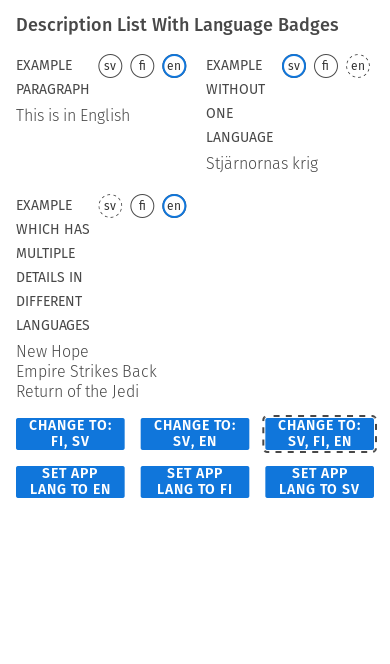 Description List With Language Badges
EXAMPLE PARAGRAPH
sv fi en
This is in English
EXAMPLE WITHOUT ONE LANGUAGE
sv fi en
Stjärnornas krig
EXAMPLE WHICH HAS MULTIPLE DETAILS IN DIFFERENT LANGUAGES
sv fi en
New Hope
Empire Strikes Back
Return of the Jedi
CHANGE TO: FI, SV
CHANGE TO: SV, EN
CHANGE TO: SV, FI, EN
SET APP LANG TO EN
SET APP LANG TO FI
SET APP LANG TO SV